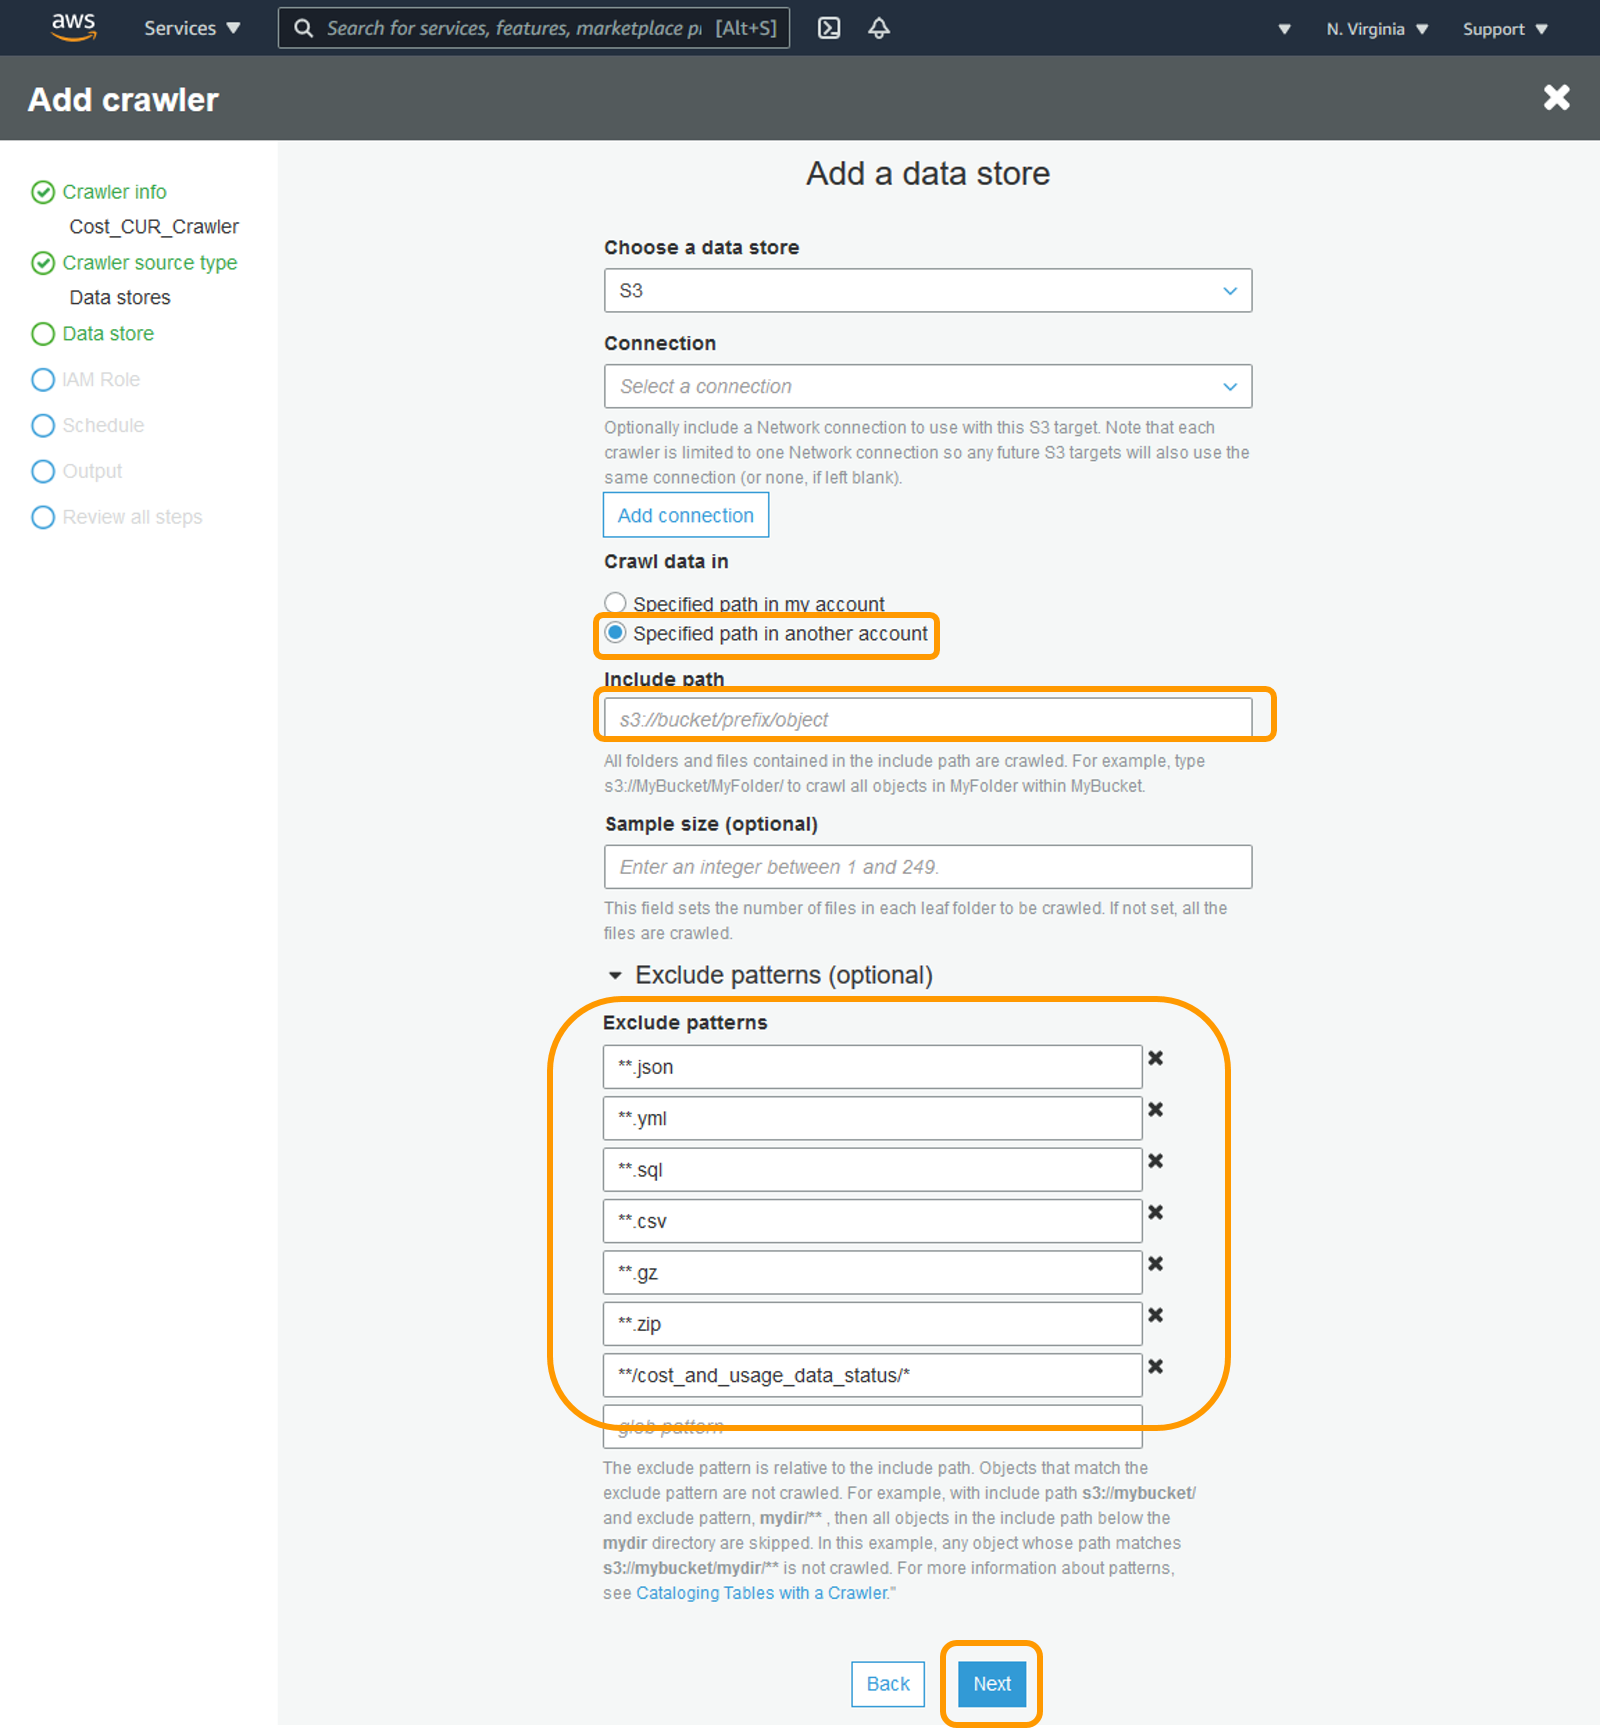 aws
Services
Search for services, features, marketplace pı [Alt+S]
N. Virginia
Support
Add crawler
Crawler info
Cost_CUR_Crawler
Crawler source type
Data stores
Data store
IAM Role
Schedule
Output
Review all steps
Add a data store
Choose a data store
S3
Connection
Select a connection
Optionally include a Network connection to use with this S3 target. Note that each
crawler is limited to one Network connection so any future S3 targets will also use the
same connection (or none, if left blank).
Add connection
Crawl data in
Specified path in my account
Specified path in another account
Include path
s3://bucket/prefix/object
All folders and files contained in the include path are crawled. For example, type
s3://MyBucket/MyFolder/ to crawl all objects in MyFolder within MyBucket.
Sample size (optional)
Enter an integer between 1 and 249.
This field sets the number of files in each leaf folder to be crawled. If not set, all the
files are crawled.
Exclude patterns (optional)
Exclude patterns
**.json
**.yml
**.sql
**.csv
**.gz
**.zip
**/cost_and_usage_data_status/*
glob pattern
The exclude pattern is relative to the include path. Objects that match the
exclude pattern are not crawled. For example, with include path s3://mybucket/
and exclude pattern, mydir/** , then all objects in the include path below the
mydir directory are skipped. In this example, any object whose path matches
s3://mybucket/mydir/** is not crawled. For more information about patterns,
see Cataloging Tables with a Crawler."
Back
Next